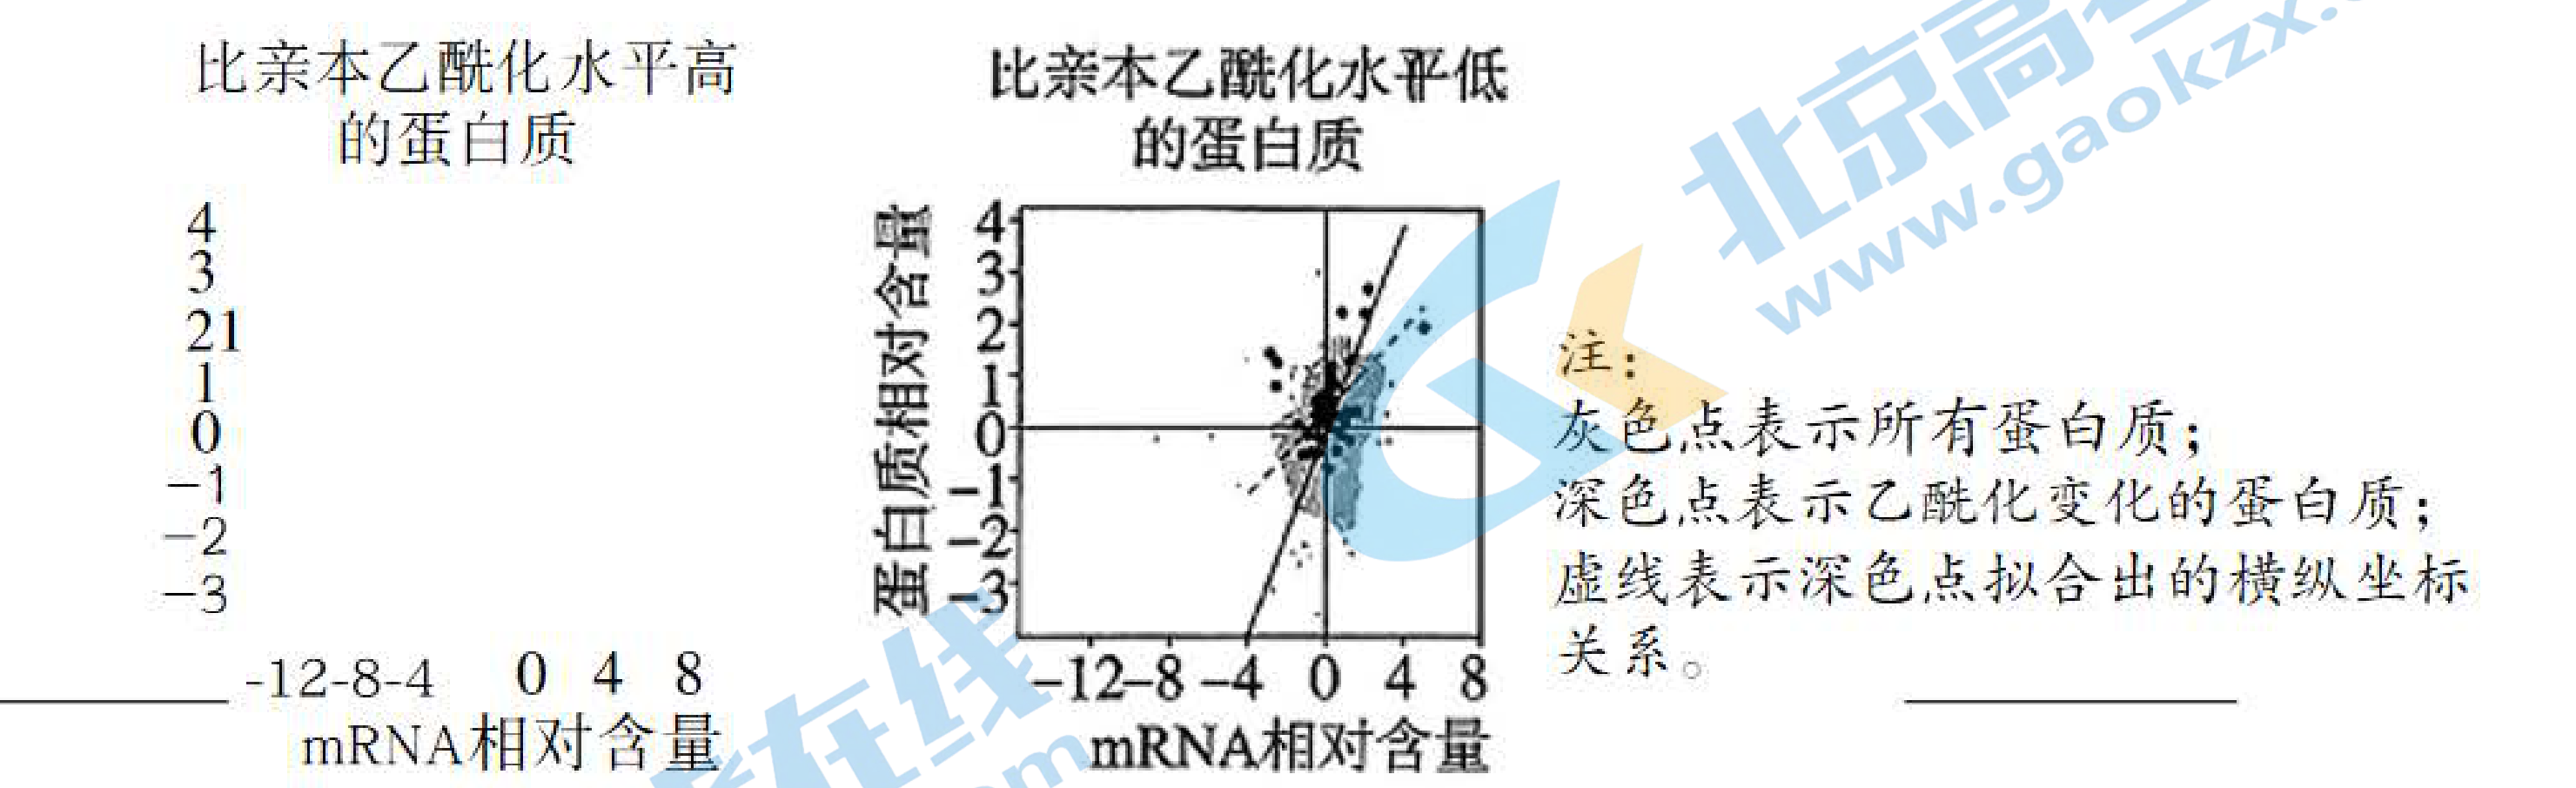 比亲本乙酰化水平高
的蛋白质
4
3
21
1
0
-1
-2
-3
-12-8-4 0 4 8
mRNA相对含量
比亲本乙酰化水平低
的蛋白质
蛋白质相对含量
4
3
2
1
0
-1
-2
-3
-12-8-4 0 4 8
mRNA相对含量
注：
灰色点表示所有蛋白质；
深色点表示乙酰化变化的蛋白质；
虚线表示深色点拟合出的横纵坐标
关系。
北京高
www.gaokzx.
在线
m